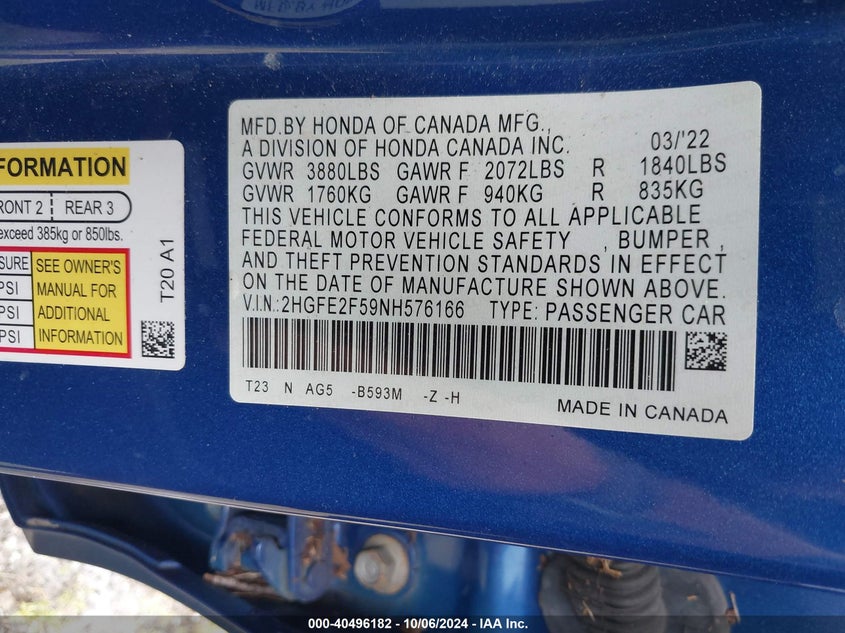 MFD.BY HONDA OF CANADA MFG.,
A DIVISION OF HONDA CANADA INC. 03/'22
GVWR 3880LBS GAWR F 2072LBS R 1840LBS
GVWR 1760KG GAWR F 940KG R 835KG
THIS VEHICLE CONFORMS TO ALL APPLICABLE
FEDERAL MOTOR VEHICLE SAFETY , BUMPER ,
AND THEFT PREVENTION STANDARDS IN EFFECT
ON THE DATE OF MANUFACTURE SHOWN ABOVE.
V.I.N.:2HGFE2F59NH576166 TYPE: PASSENGER CAR
T23 N AG5 -B593M -Z -H
MADE IN CANADA
FRONT 2 REAR 3
exceed 385kg or 850lbs.
PSI
PSI
PSI
SEE OWNER'S
MANUAL FOR
ADDITIONAL
INFORMATION
T20 A1
000-40496182 - 10/06/2024 - IAA Inc.